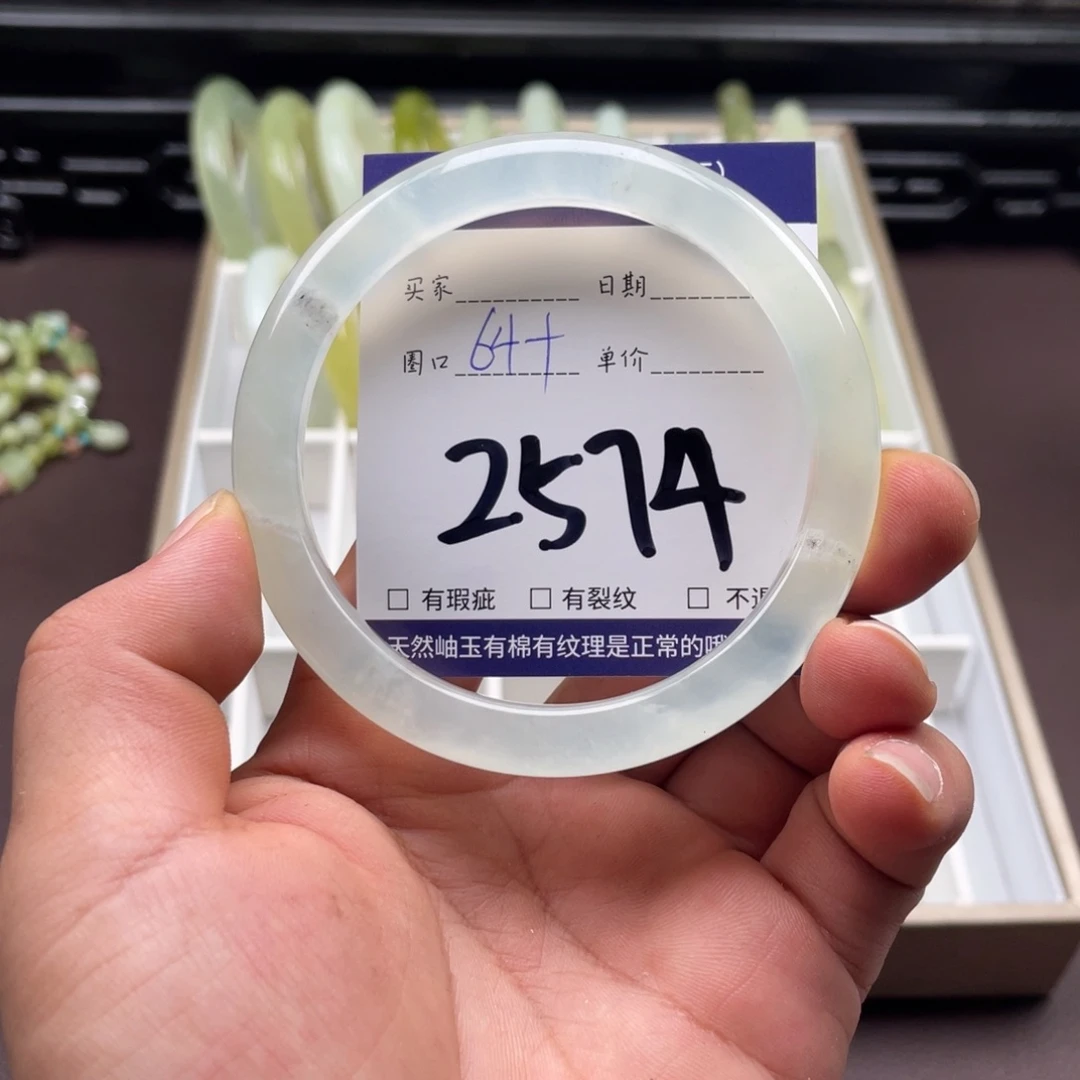 买家__________ 日期_________
圈口 64+ 单价__________
2574
□ 有瑕疵 □ 有裂纹 □ 不退
天然岫玉有棉有纹理是正常的哦